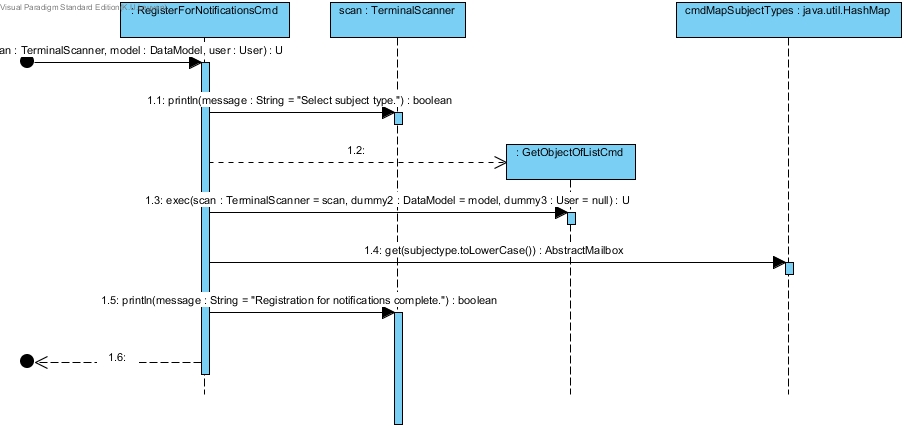 Visual Paradigm Standard Edition
: RegisterForNotificationsCmd
scan : TerminalScanner
cmdMapSubjectTypes : java.util.HashMap
an : TerminalScanner, model : DataModel, user : User) : U
1.1: println(message : String = "Select subject type.") : boolean
1.2:
: GetObjectOfListCmd
1.3: exec(scan : TerminalScanner = scan, dummy2 : DataModel = model, dummy3 : User = null) : U
1.4: get(subjectype.toLowerCase()) : AbstractMailbox
1.5: println(message : String = "Registration for notifications complete.") : boolean
1.6: